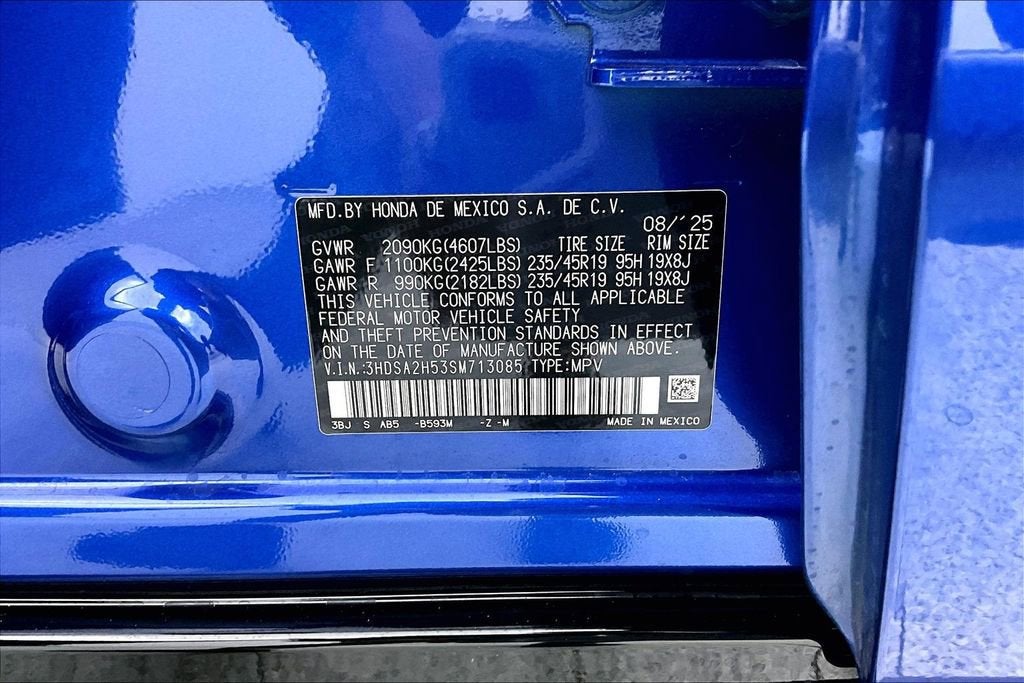 MFD.BY HONDA DE MEXICO S.A. DE C.V.
08/'25
GVWR 2090KG(4607LBS) TIRE SIZE RIM SIZE
GAWR F 1100KG(2425LBS) 235/45R19 95H 19X8J
GAWR R 990KG(2182LBS) 235/45R19 95H 19X8J
THIS VEHICLE CONFORMS TO ALL APPLICABLE
FEDERAL MOTOR VEHICLE SAFETY
AND THEFT PREVENTION STANDARDS IN EFFECT
ON THE DATE OF MANUFACTURE SHOWN ABOVE.
V.I.N.:3HDSA2H53SM713085 TYPE:MPV
3BJ S AB5 -B593M -Z -M MADE IN MEXICO